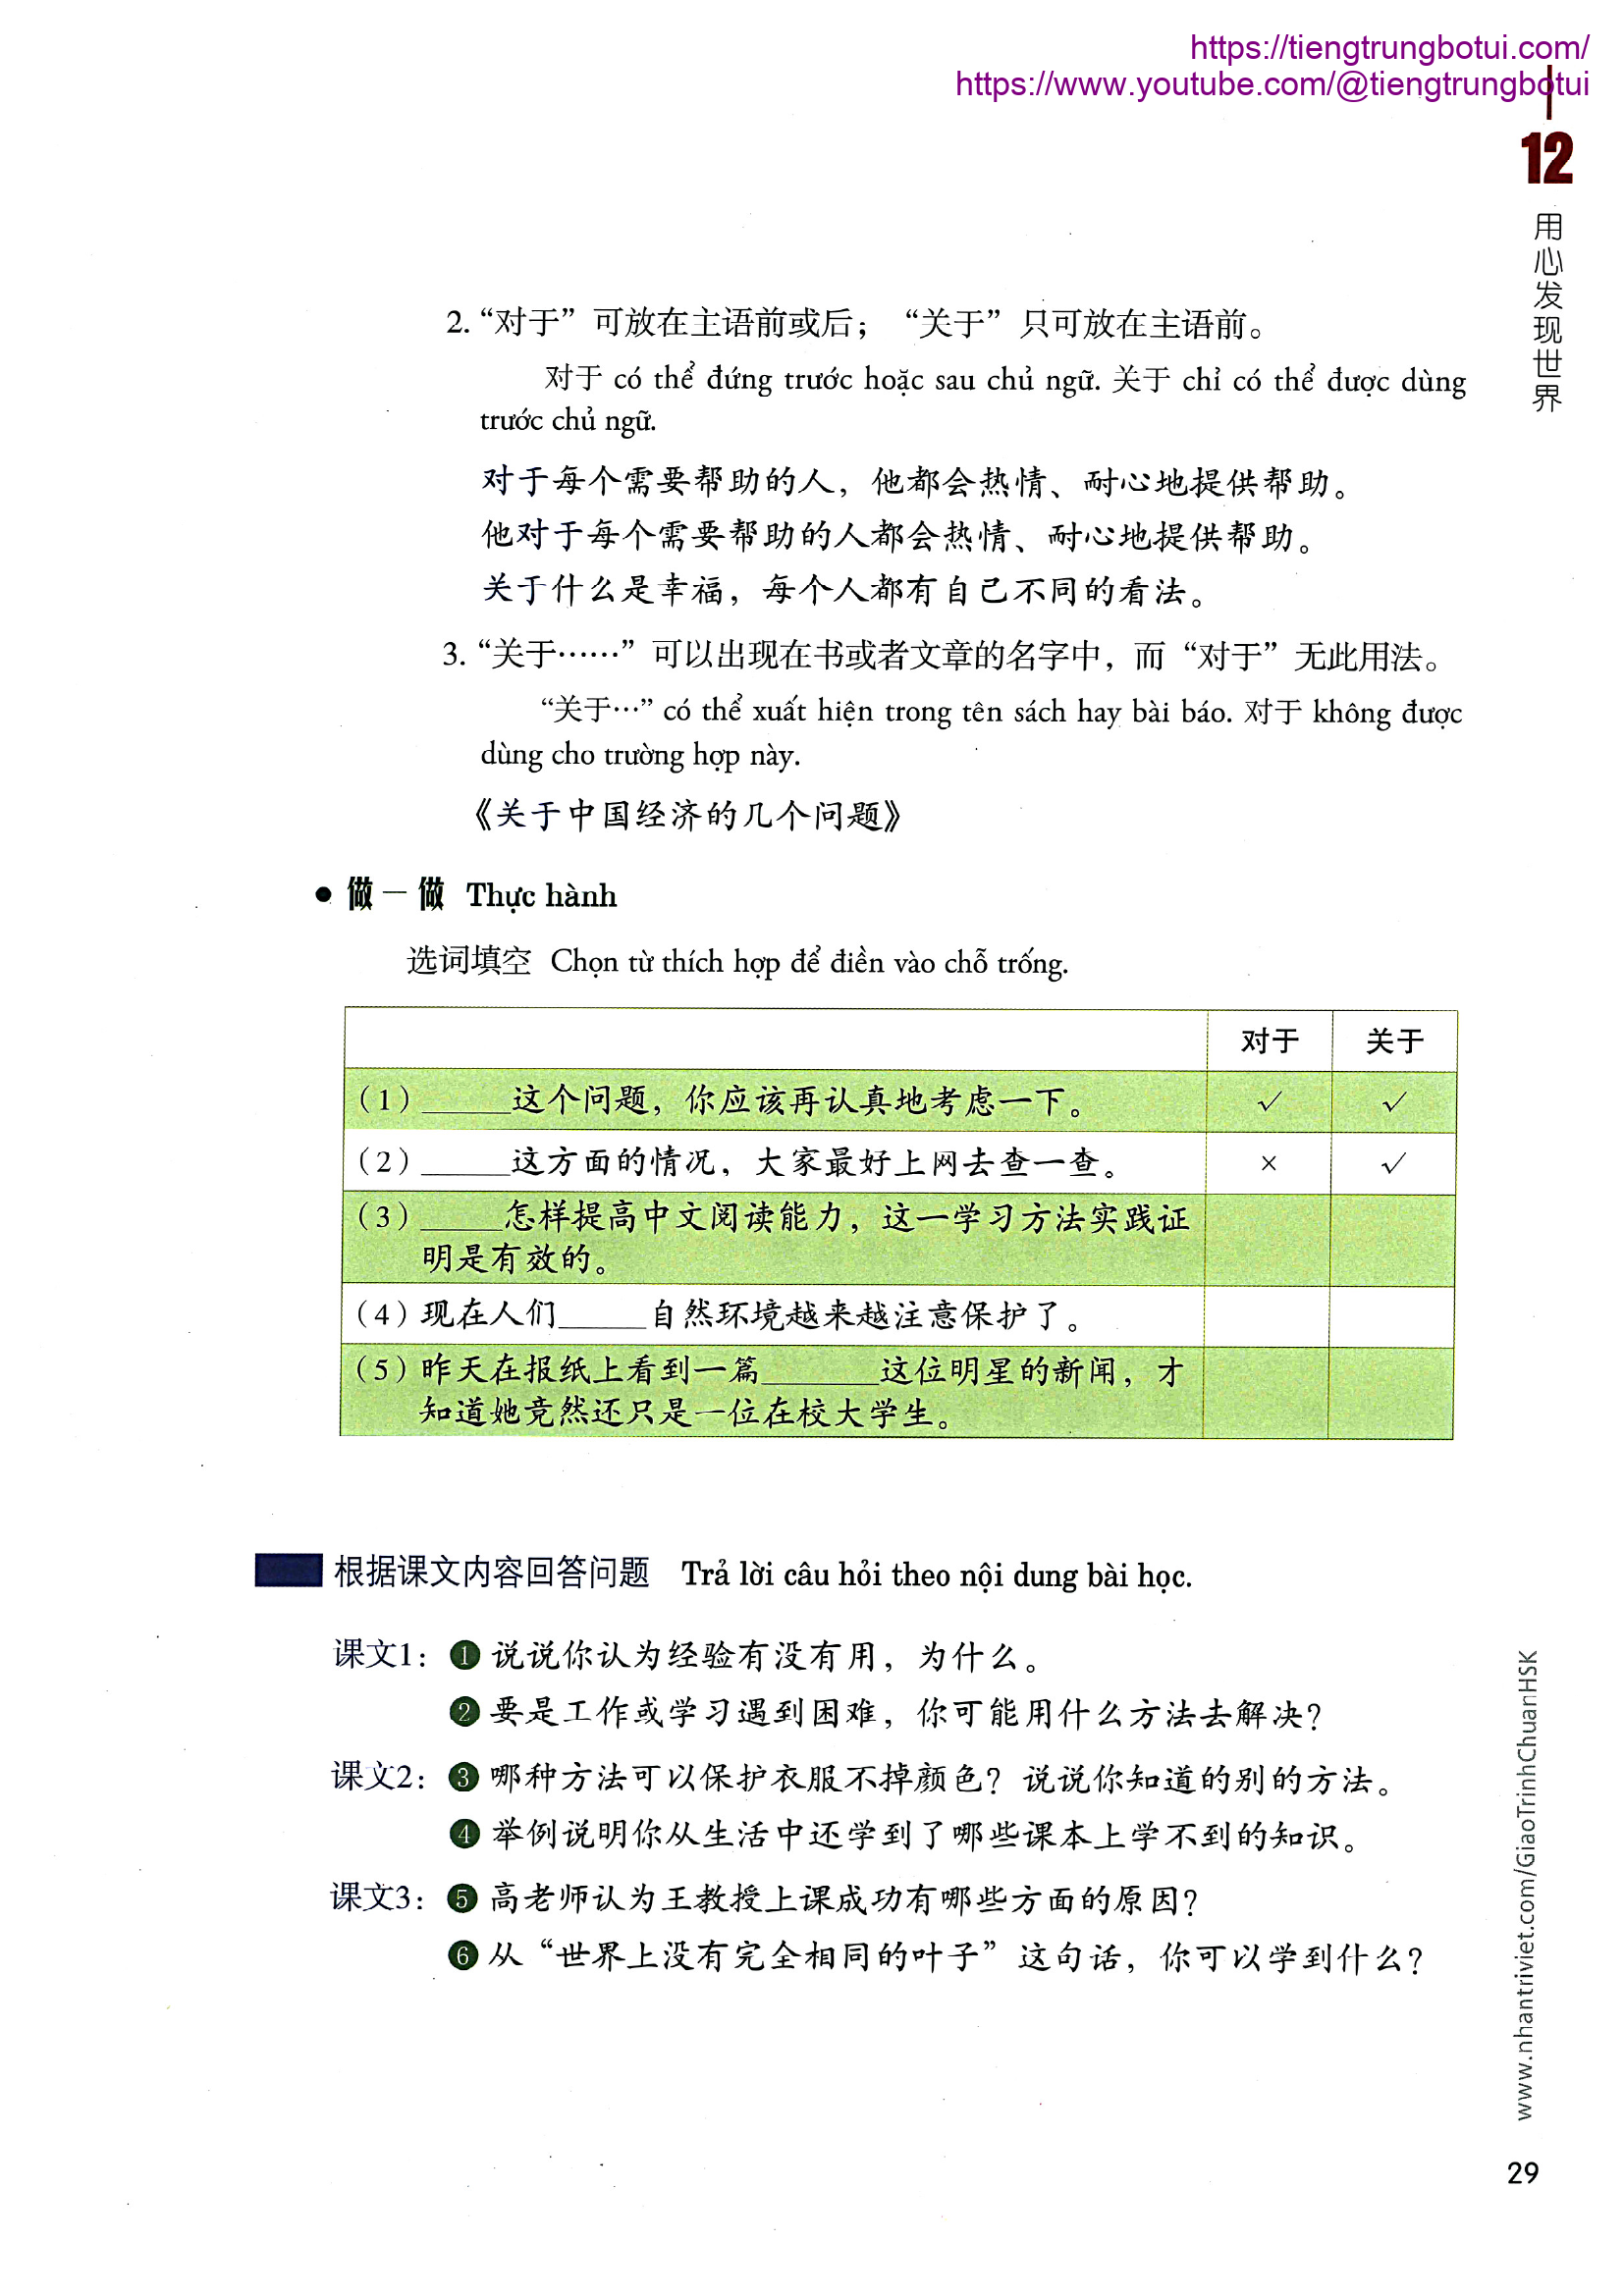 https://tiengtrungbotui.com/
https://www.youtube.com/@tiengtrungbotui
12
用心发现世界
2. “对于”可放在主语前或后；“关于”只可放在主语前。
对于 có thể đứng trước hoặc sau chủ ngữ. 关于 chỉ có thể được dùng
trước chủ ngữ.
对于每个需要帮助的人，他都会热情、耐心地提供帮助。
他对于每个需要帮助的人都会热情、耐心地提供帮助。
关于什么是幸福，每个人都有自己不同的看法。
3. “关于……”可以出现在书或者文章的名字中，而“对于”无此用法。
“关于…” có thể xuất hiện trong tên sách hay bài báo. 对于 không được
dùng cho trường hợp này.
《关于中国经济的几个问题》
• 做一做 Thực hành
选词填空 Chọn từ thích hợp để điền vào chỗ trống.
对于 关于
（1）_____这个问题，你应该再认真地考虑一下。 √ √
（2）_____这方面的情况，大家最好上网去查一查。 × √
（3）_____怎样提高中文阅读能力，这一学习方法实践证
明是有效的。
（4）现在人们_____自然环境越来越注意保护了。
（5）昨天在报纸上看到一篇______这位明星的新闻，才
知道她竟然还只是一位在校大学生。
根据课文内容回答问题 Trả lời câu hỏi theo nội dung bài học.
课文1：❶ 说说你认为经验有没有用，为什么。
❷ 要是工作或学习遇到困难，你可能用什么方法去解决？
课文2：❸ 哪种方法可以保护衣服不掉颜色？说说你知道的别的方法。
❹ 举例说明你从生活中还学到了哪些课本上学不到的知识。
课文3：❺ 高老师认为王教授上课成功有哪些方面的原因？
❻ 从“世界上没有完全相同的叶子”这句话，你可以学到什么？
www.nhantriviet.com/GiaoTrinhChuanHSK
29